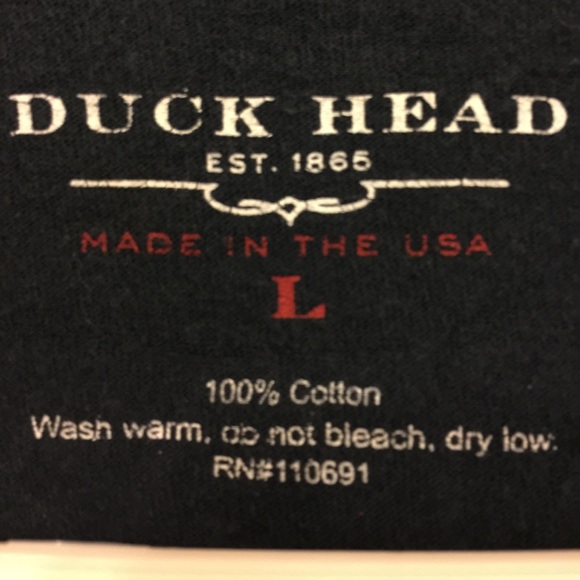 DUCK HEAD
EST. 1865
MADE IN THE USA
L
100% Cotton
Wash warm, do not bleach, dry low.
RN#110691